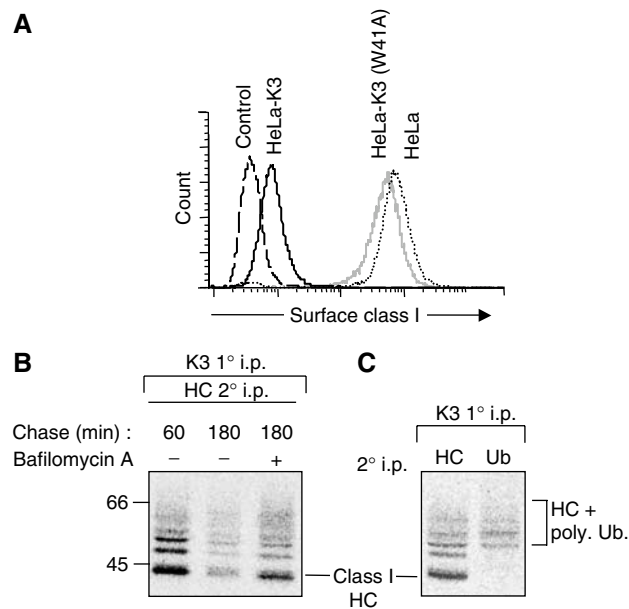 A
Control
HeLa-K3
HeLa-K3 (W41A)
HeLa
Count
Surface class I
B
K3 1° i.p.
HC 2° i.p.
Chase (min) : 60 180 180
Bafilomycin A – – +
66
45
Class I
HC
C
K3 1° i.p.
2° i.p. HC Ub
HC +
poly. Ub.